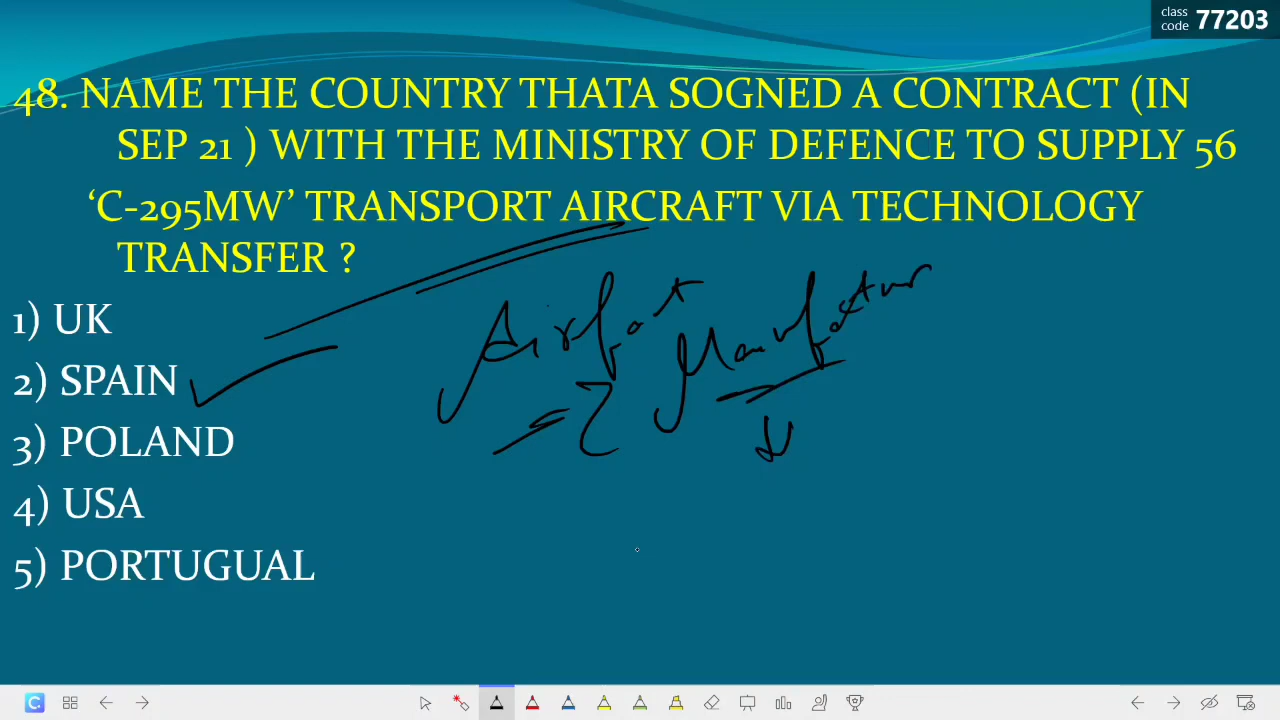 class
code 77203
48. NAME THE COUNTRY THATA SOGNED A CONTRACT (IN
SEP 21 ) WITH THE MINISTRY OF DEFENCE TO SUPPLY 56
‘C-295MW’ TRANSPORT AIRCRAFT VIA TECHNOLOGY
TRANSFER ?
1) UK
2) SPAIN
3) POLAND
4) USA
5) PORTUGUAL